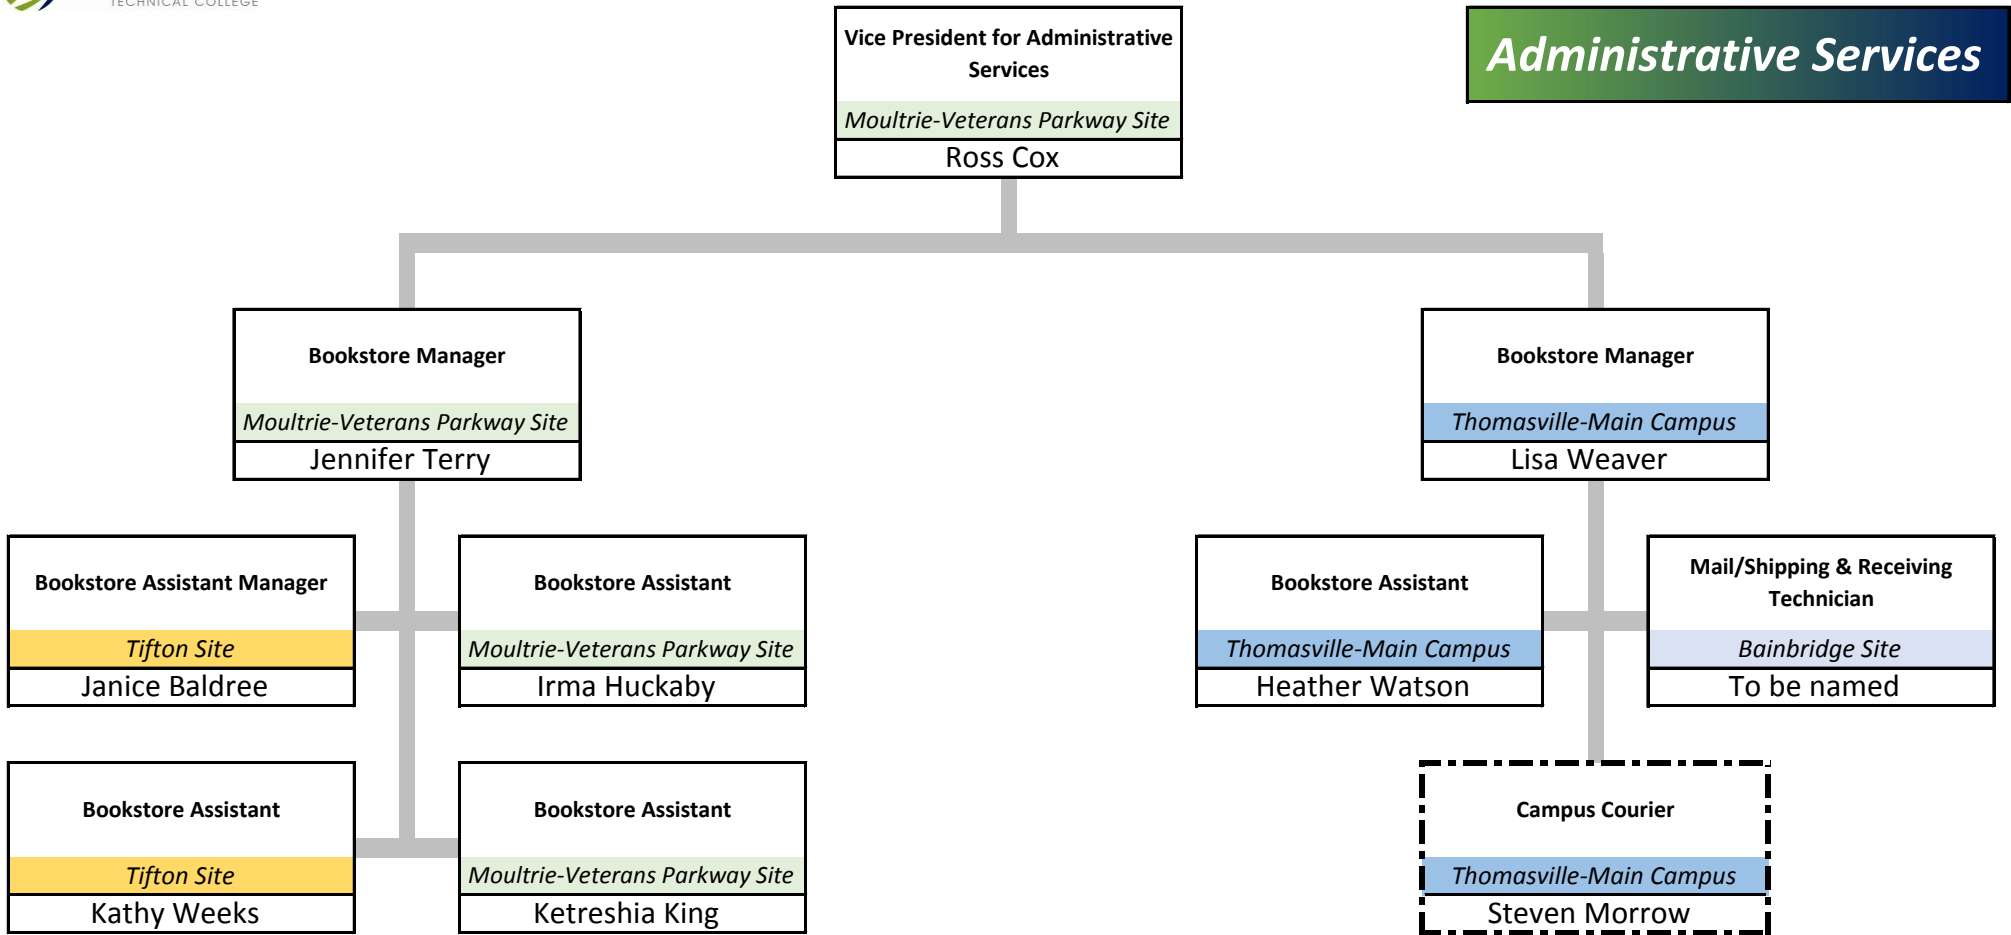 TECHNICAL COLLEGE
Administrative Services
Vice President for Administrative
Services
Moultrie-Veterans Parkway Site
Ross Cox
Bookstore Manager
Moultrie-Veterans Parkway Site
Jennifer Terry
Bookstore Manager
Thomasville-Main Campus
Lisa Weaver
Bookstore Assistant Manager
Tifton Site
Janice Baldree
Bookstore Assistant
Moultrie-Veterans Parkway Site
Irma Huckaby
Bookstore Assistant
Thomasville-Main Campus
Heather Watson
Mail/Shipping & Receiving
Technician
Bainbridge Site
To be named
Bookstore Assistant
Tifton Site
Kathy Weeks
Bookstore Assistant
Moultrie-Veterans Parkway Site
Ketreshia King
Campus Courier
Thomasville-Main Campus
Steven Morrow